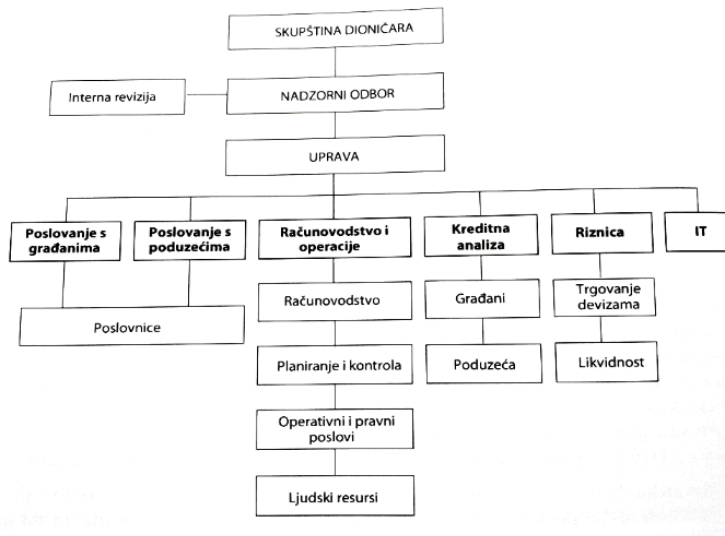 SKUPŠTINA DIONIČARA
Interna revizija
NADZORNI ODBOR
UPRAVA
Poslovanje s
građanima
Poslovanje s
poduzećima
Računovodstvo i
operacije
Kreditna
analiza
Riznica
IT
Poslovnice
Računovodstvo
Građani
Trgovanje
devizama
Planiranje i kontrola
Poduzeća
Likvidnost
Operativni i pravni
poslovi
Ljudski resursi